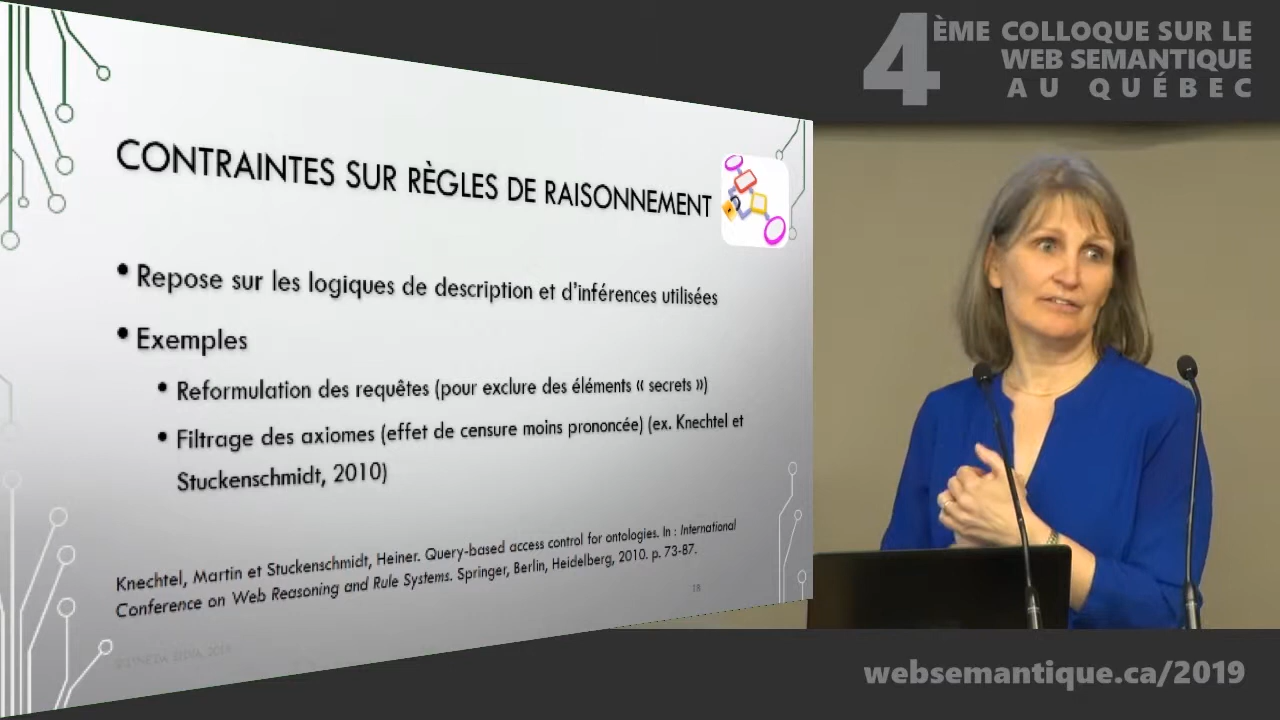 4ÈME COLLOQUE SUR LE
WEB SEMANTIQUE
AU QUÉBEC
CONTRAINTES SUR RÈGLES DE RAISONNEMENT
• Repose sur les logiques de description et d'inférences utilisées
• Exemples
• Reformulation des requêtes (pour exclure des éléments « secrets »)
• Filtrage des axiomes (effet de censure moins prononcée) (ex. Knechtel et
Stuckenschmidt, 2010)
Knechtel, Martin et Stuckenschmidt, Heiner. Query-based access control for ontologies. In : International
Conference on Web Reasoning and Rule Systems. Springer, Berlin, Heidelberg, 2010. p. 73-87.
18
websemantique.ca/2019